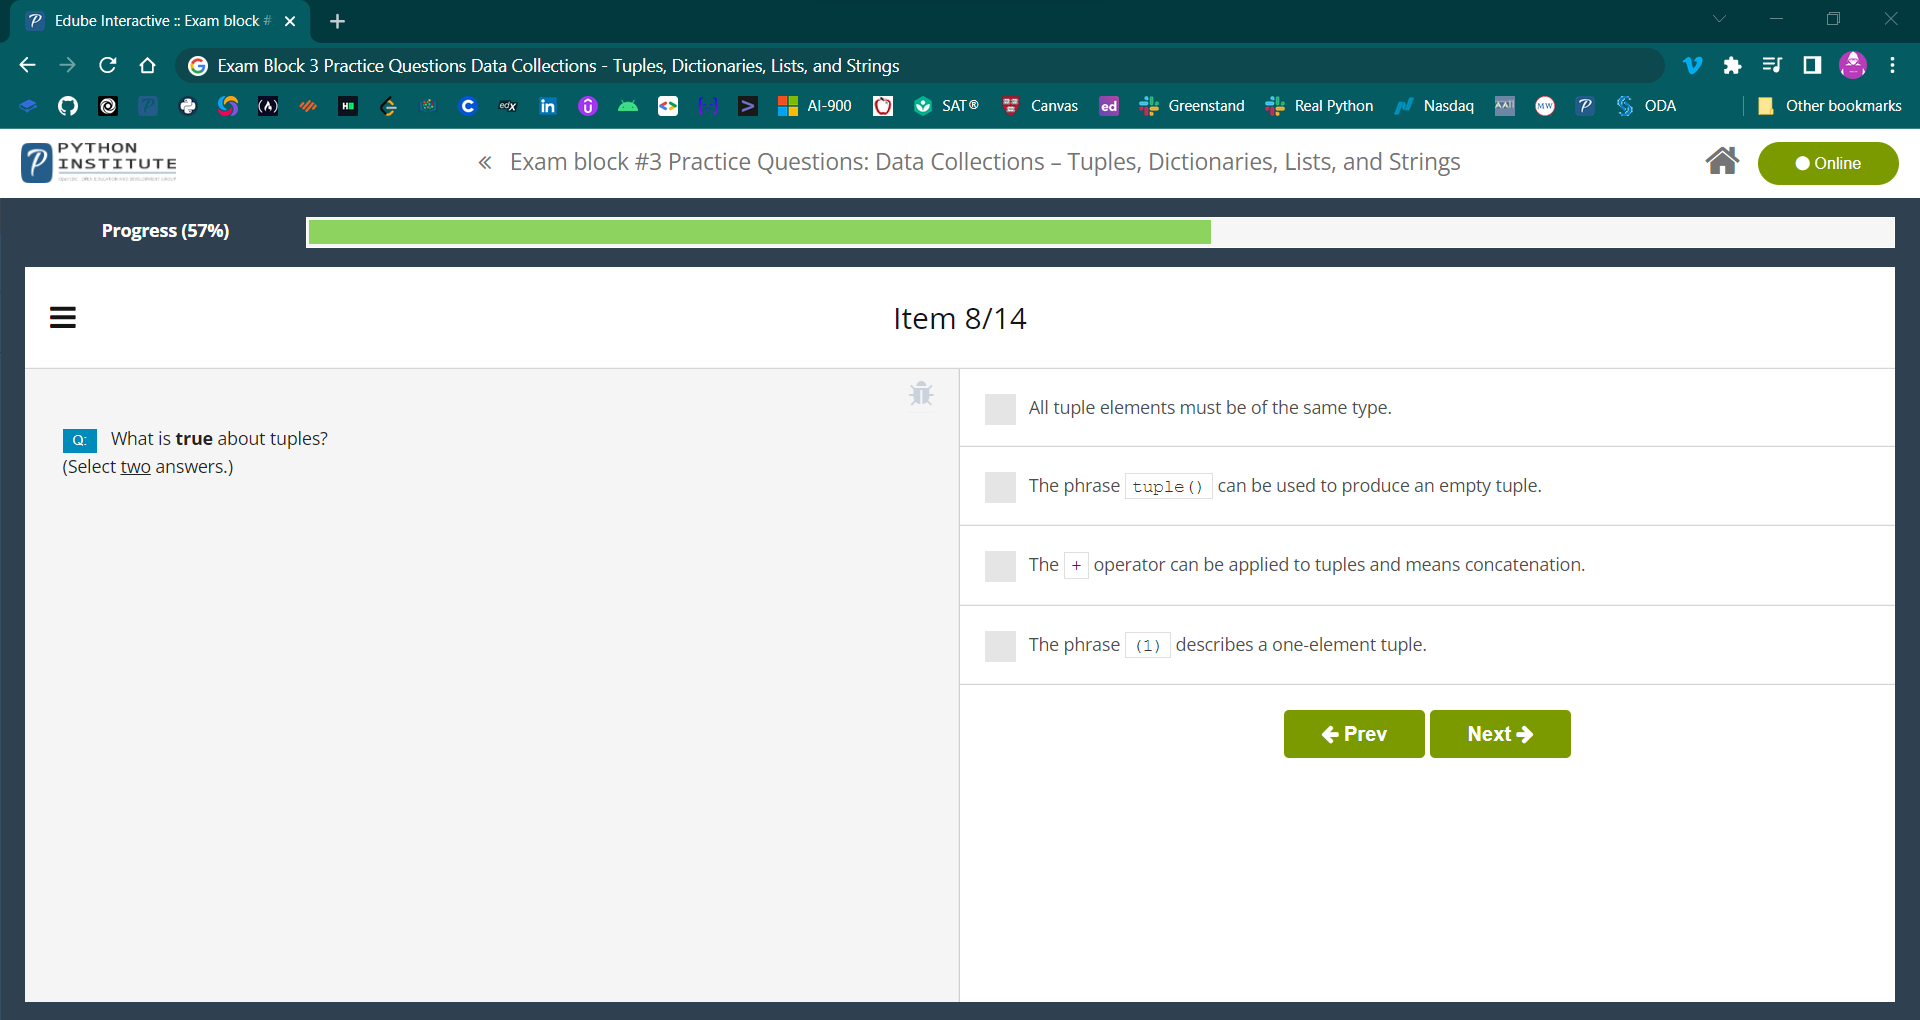 Edube Interactive :: Exam block #
Exam Block 3 Practice Questions Data Collections - Tuples, Dictionaries, Lists, and Strings
AI-900 SAT® Canvas ed Greenstand Real Python Nasdaq MW ODA Other bookmarks
PYTHON
INSTITUTE
« Exam block #3 Practice Questions: Data Collections – Tuples, Dictionaries, Lists, and Strings
Online
Progress (57%)
Item 8/14
Q: What is true about tuples?
(Select two answers.)
All tuple elements must be of the same type.
The phrase tuple() can be used to produce an empty tuple.
The + operator can be applied to tuples and means concatenation.
The phrase (1) describes a one-element tuple.
Prev
Next